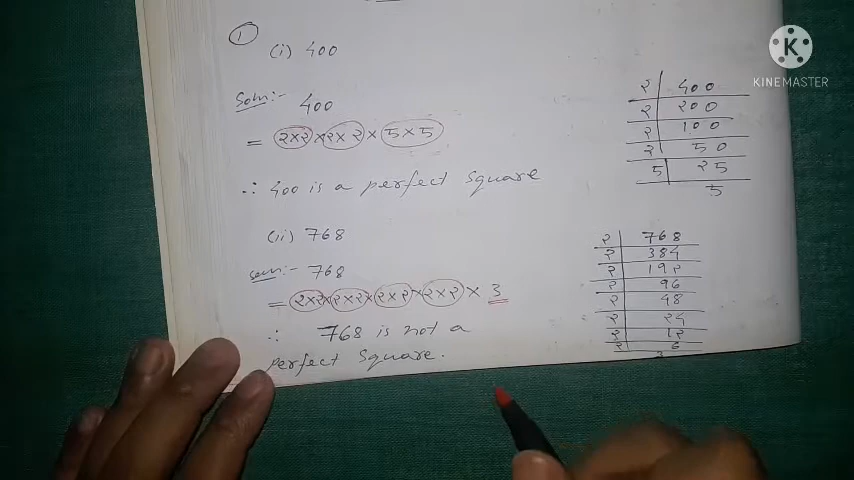 1
(i) 400
Som:- 400
= 2×2×2×2×5×5
∴ 400 is a perfect Square
(ii) 768
som:- 768
= 2×2×2×2×2×2×2×2×3
∴ 768 is not a
perfect Square.
2 | 400
2 | 200
2 | 100
2 | 50
5 | 25
5
2 | 768
2 | 384
2 | 192
2 | 96
2 | 48
2 | 24
2 | 12
2 | 6
3
K
KINEMASTER